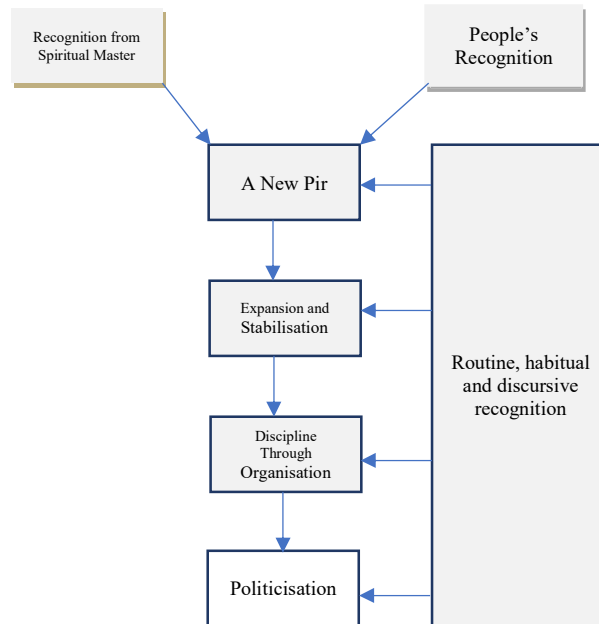 Recognition from
Spiritual Master
People’s
Recognition
A New Pir
Expansion and
Stabilisation
Routine, habitual
and discursive
recognition
Discipline
Through
Organisation
Politicisation